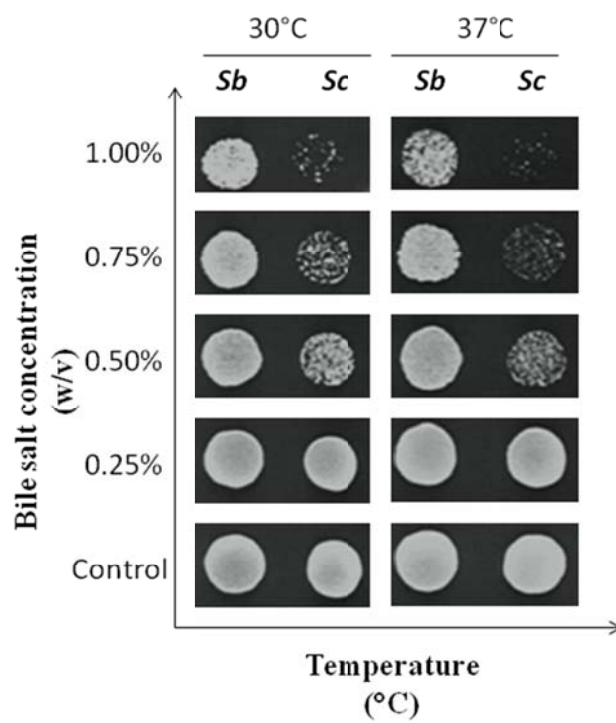 30°C 37°C
Sb Sc Sb Sc
1.00%
0.75%
0.50%
0.25%
Control
Bile salt concentration
(w/v)
Temperature
(°C)